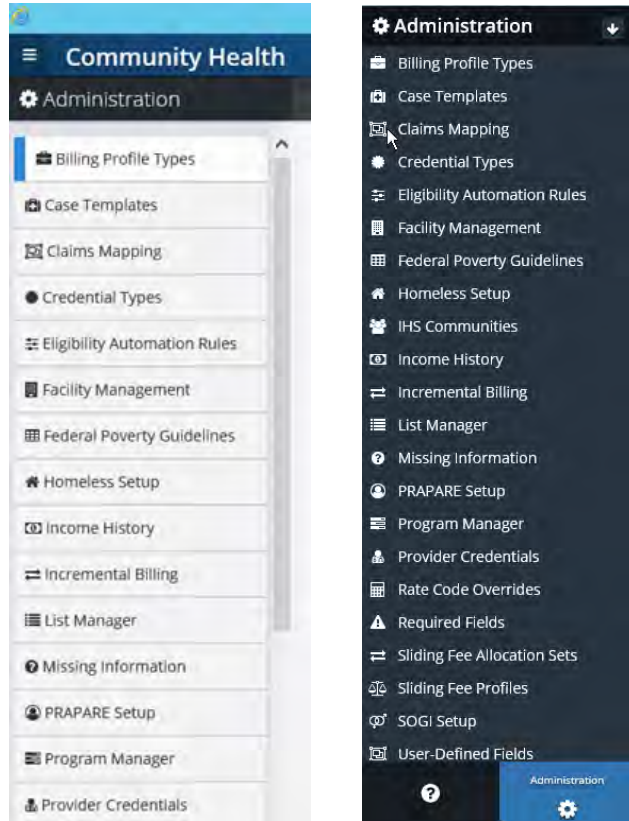 Community Health
Administration
Billing Profile Types
Case Templates
Claims Mapping
Credential Types
Eligibility Automation Rules
Facility Management
Federal Poverty Guidelines
Homeless Setup
Income History
Incremental Billing
List Manager
Missing Information
PRAPARE Setup
Program Manager
Provider Credentials
Administration
Billing Profile Types
Case Templates
Claims Mapping
Credential Types
Eligibility Automation Rules
Facility Management
Federal Poverty Guidelines
Homeless Setup
IHS Communities
Income History
Incremental Billing
List Manager
Missing Information
PRAPARE Setup
Program Manager
Provider Credentials
Rate Code Overrides
Required Fields
Sliding Fee Allocation Sets
Sliding Fee Profiles
SOGI Setup
User-Defined Fields
Administration